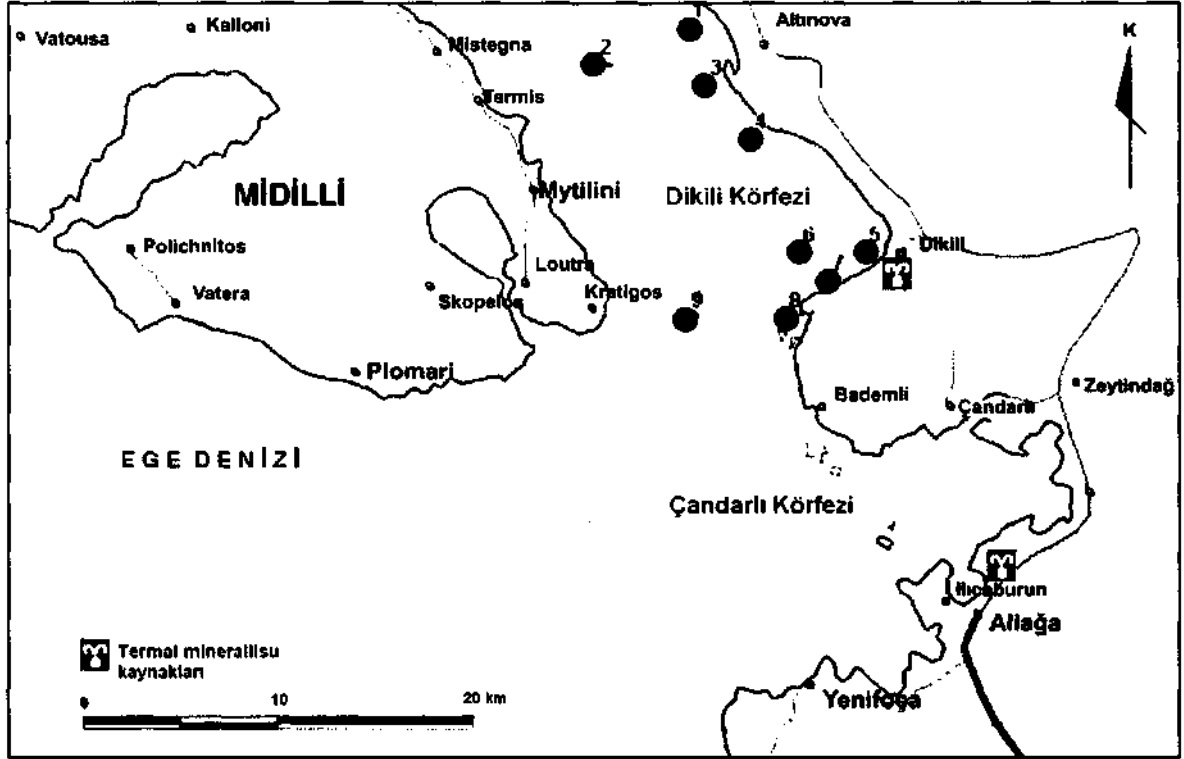 Kalloni
Vatousa
Mistegna
Altınova
K
1
2
3
Termis
4
MİDİLLİ
Mytilini
Dikili Körfezi
Polichnitos
6
5
Dikili
Loutra
Vatera
Skopelos
Kratigos
9
8
Plomari
Bademli
Çandarlı
Zeytindağ
EGE DENİZİ
Çandarlı Körfezi
Ilıcaburun
Aliağa
Termal minerallisu
kaynakları
0
10
20 km
Yenifoça